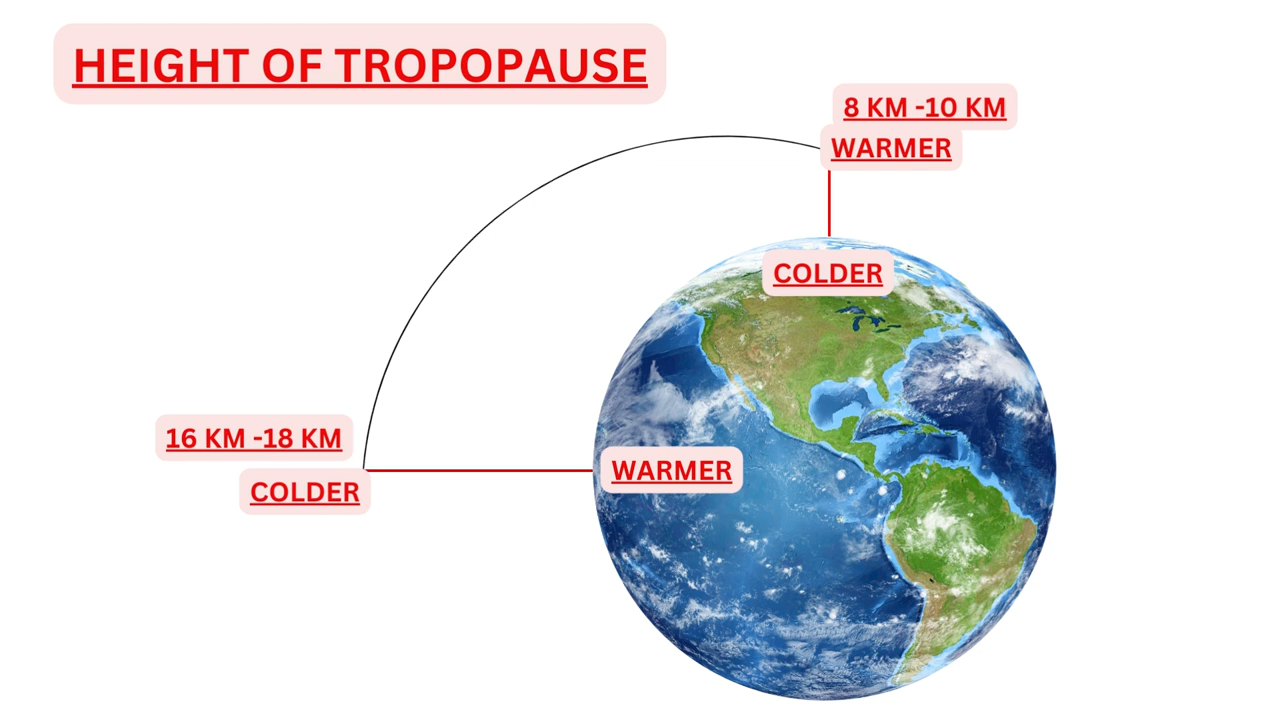 HEIGHT OF TROPOPAUSE
8 KM -10 KM
WARMER
COLDER
16 KM -18 KM
COLDER
WARMER